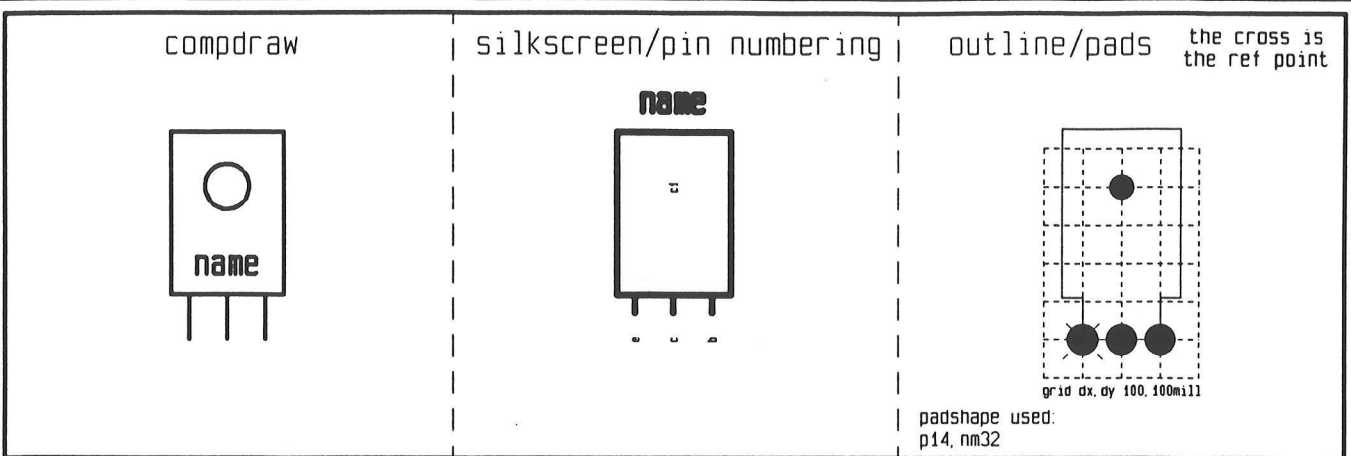 compdraw
silkscreen/pin numbering
outline/pads
the cross is
the ref point
name
name
c1
e c b
grid dx, dy 100, 100mill
padshape used:
p14, nm32